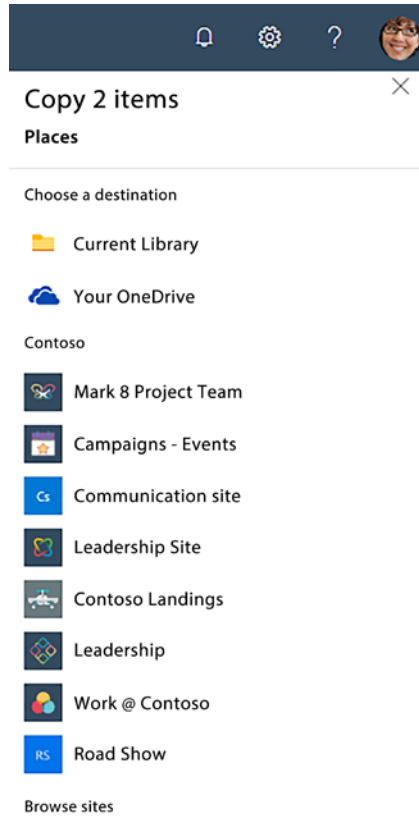 ?
Copy 2 items
Places
Choose a destination
Current Library
Your OneDrive
Contoso
Mark 8 Project Team
Campaigns - Events
Cs Communication site
Leadership Site
Contoso Landings
Leadership
Work @ Contoso
RS Road Show
Browse sites